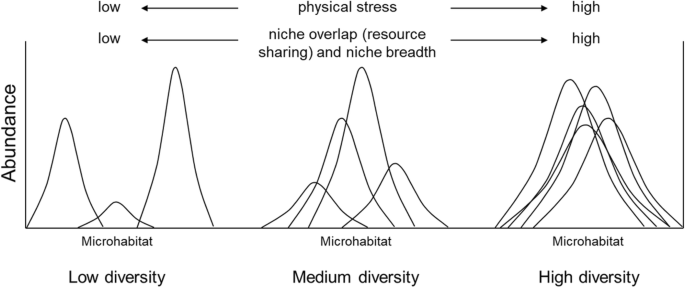 low physical stress high
low niche overlap (resource high
sharing) and niche breadth
Abundance
Microhabitat Microhabitat Microhabitat
Low diversity Medium diversity High diversity